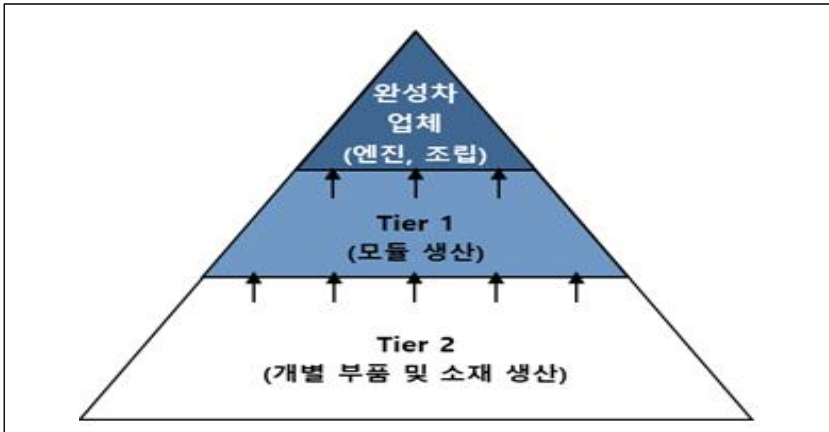 완성차
업체
(엔진, 조립)
Tier 1
(모듈 생산)
Tier 2
(개별 부품 및 소재 생산)